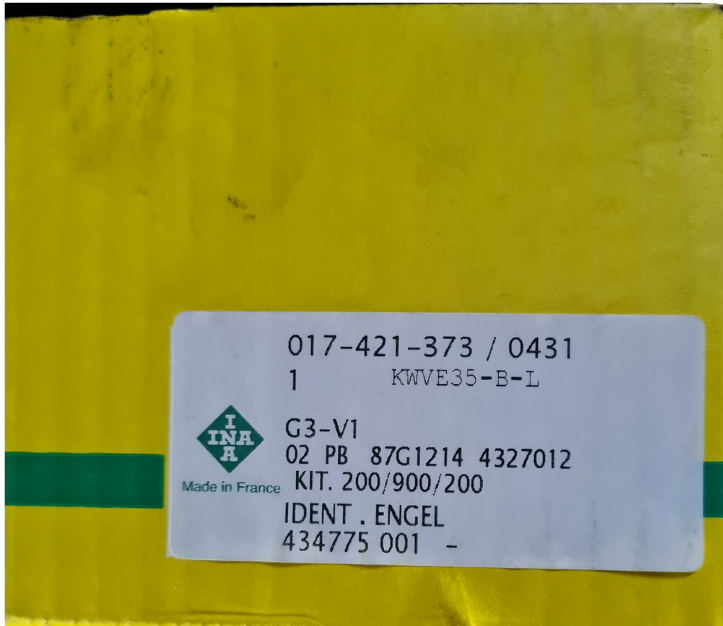 017-421-373 / 0431
1 KWVE35-B-L
INA
INA
G3-V1
02 PB 87G1214 4327012
Made in France KIT. 200/900/200
IDENT . ENGEL
434775 001 -